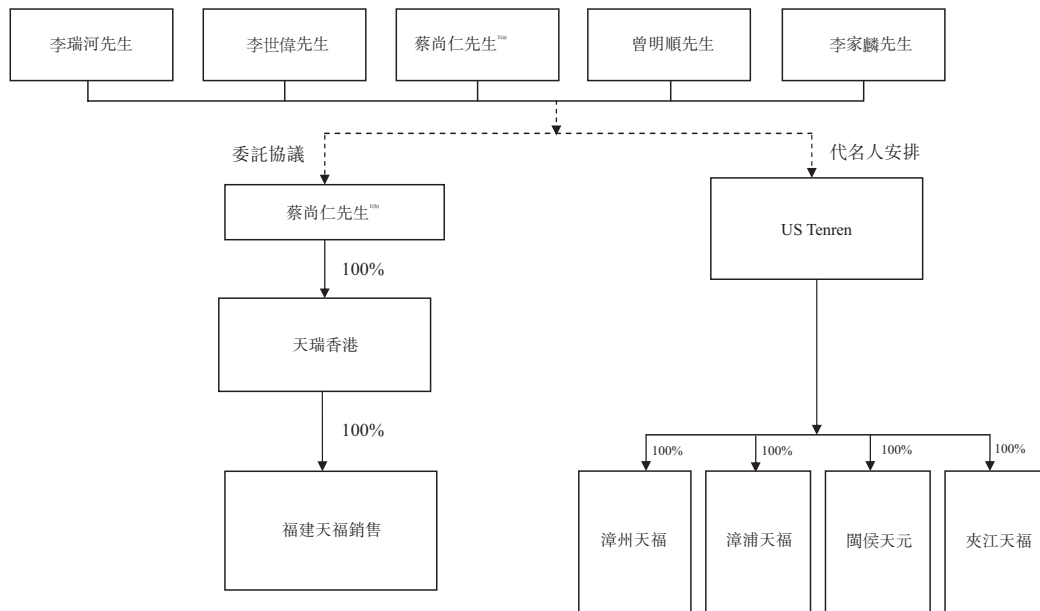 李瑞河先生
李世偉先生
蔡尚仁先生1(a)
曾明順先生
李家麟先生
委託協議
代名人安排
蔡尚仁先生1(b)
US Tenren
100%
天瑞香港
100%
100%
100%
100%
100%
福建天福銷售
漳州天福
漳浦天福
閩侯天元
夾江天福